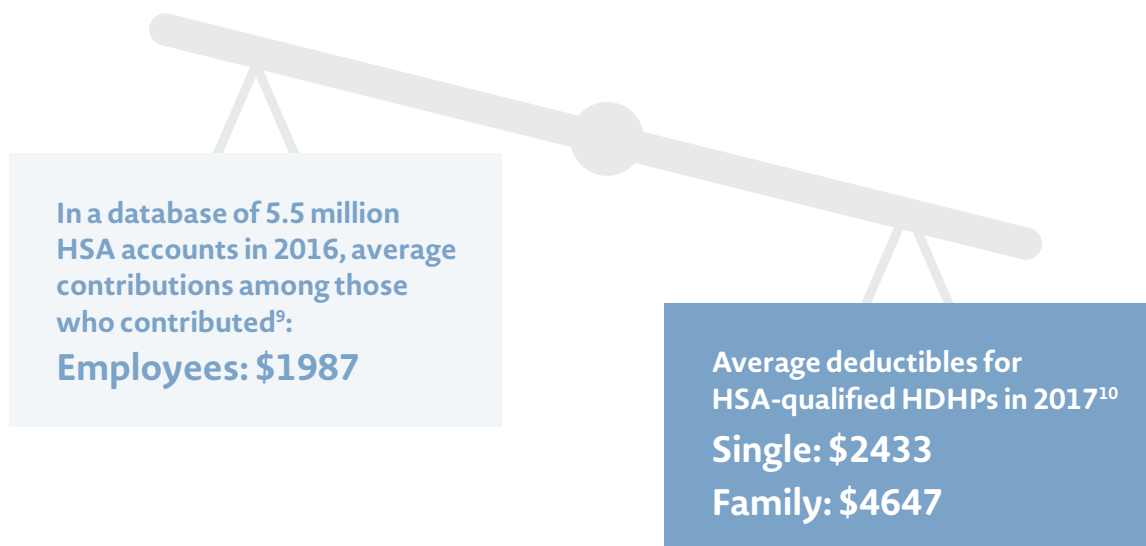 In a database of 5.5 million
HSA accounts in 2016, average
contributions among those
who contributed⁹:
Employees: $1987
Average deductibles for
HSA-qualified HDHPs in 2017¹⁰
Single: $2433
Family: $4647